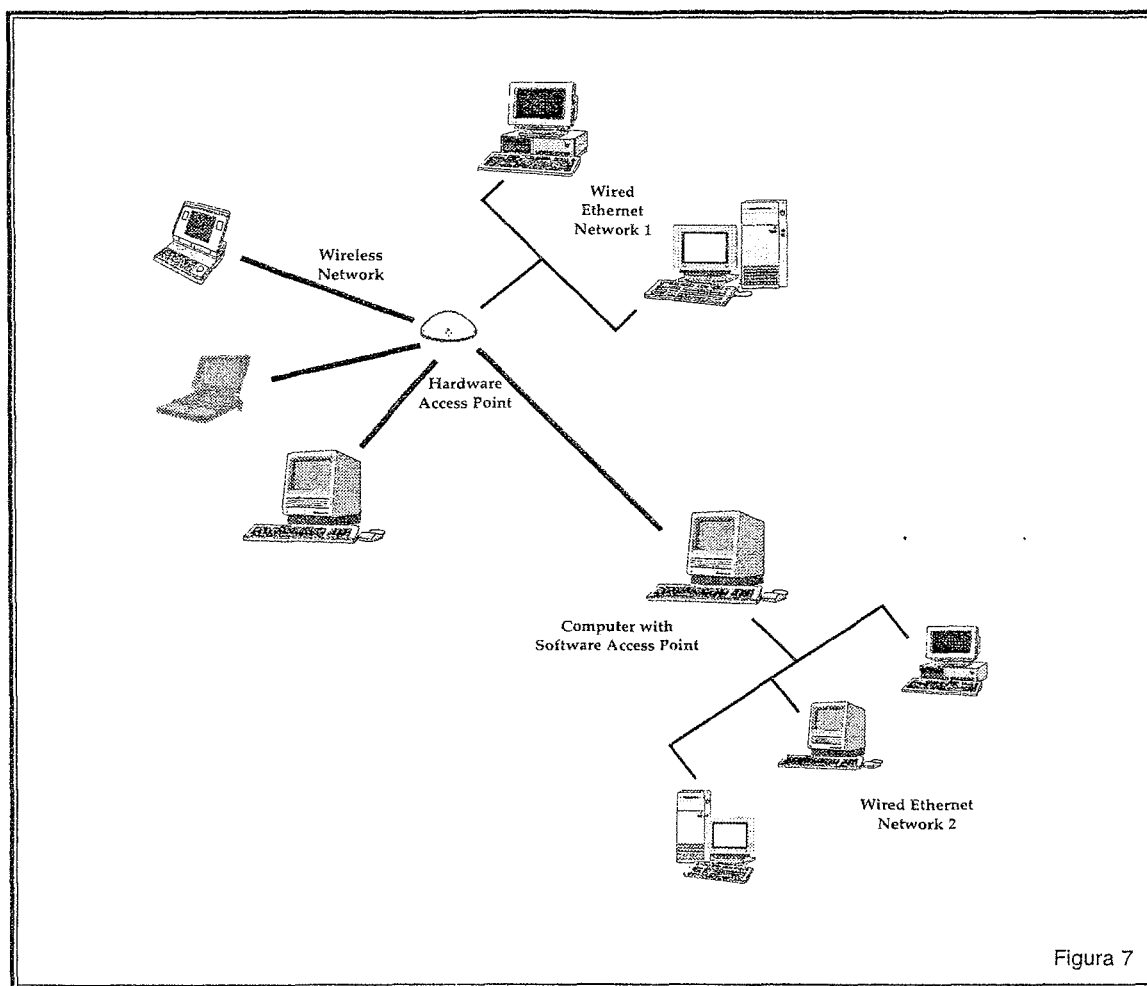 Wired
Ethernet
Network 1
Wireless
Network
Hardware
Access Point
Computer with
Software Access Point
Wired Ethernet
Network 2
Figura 7